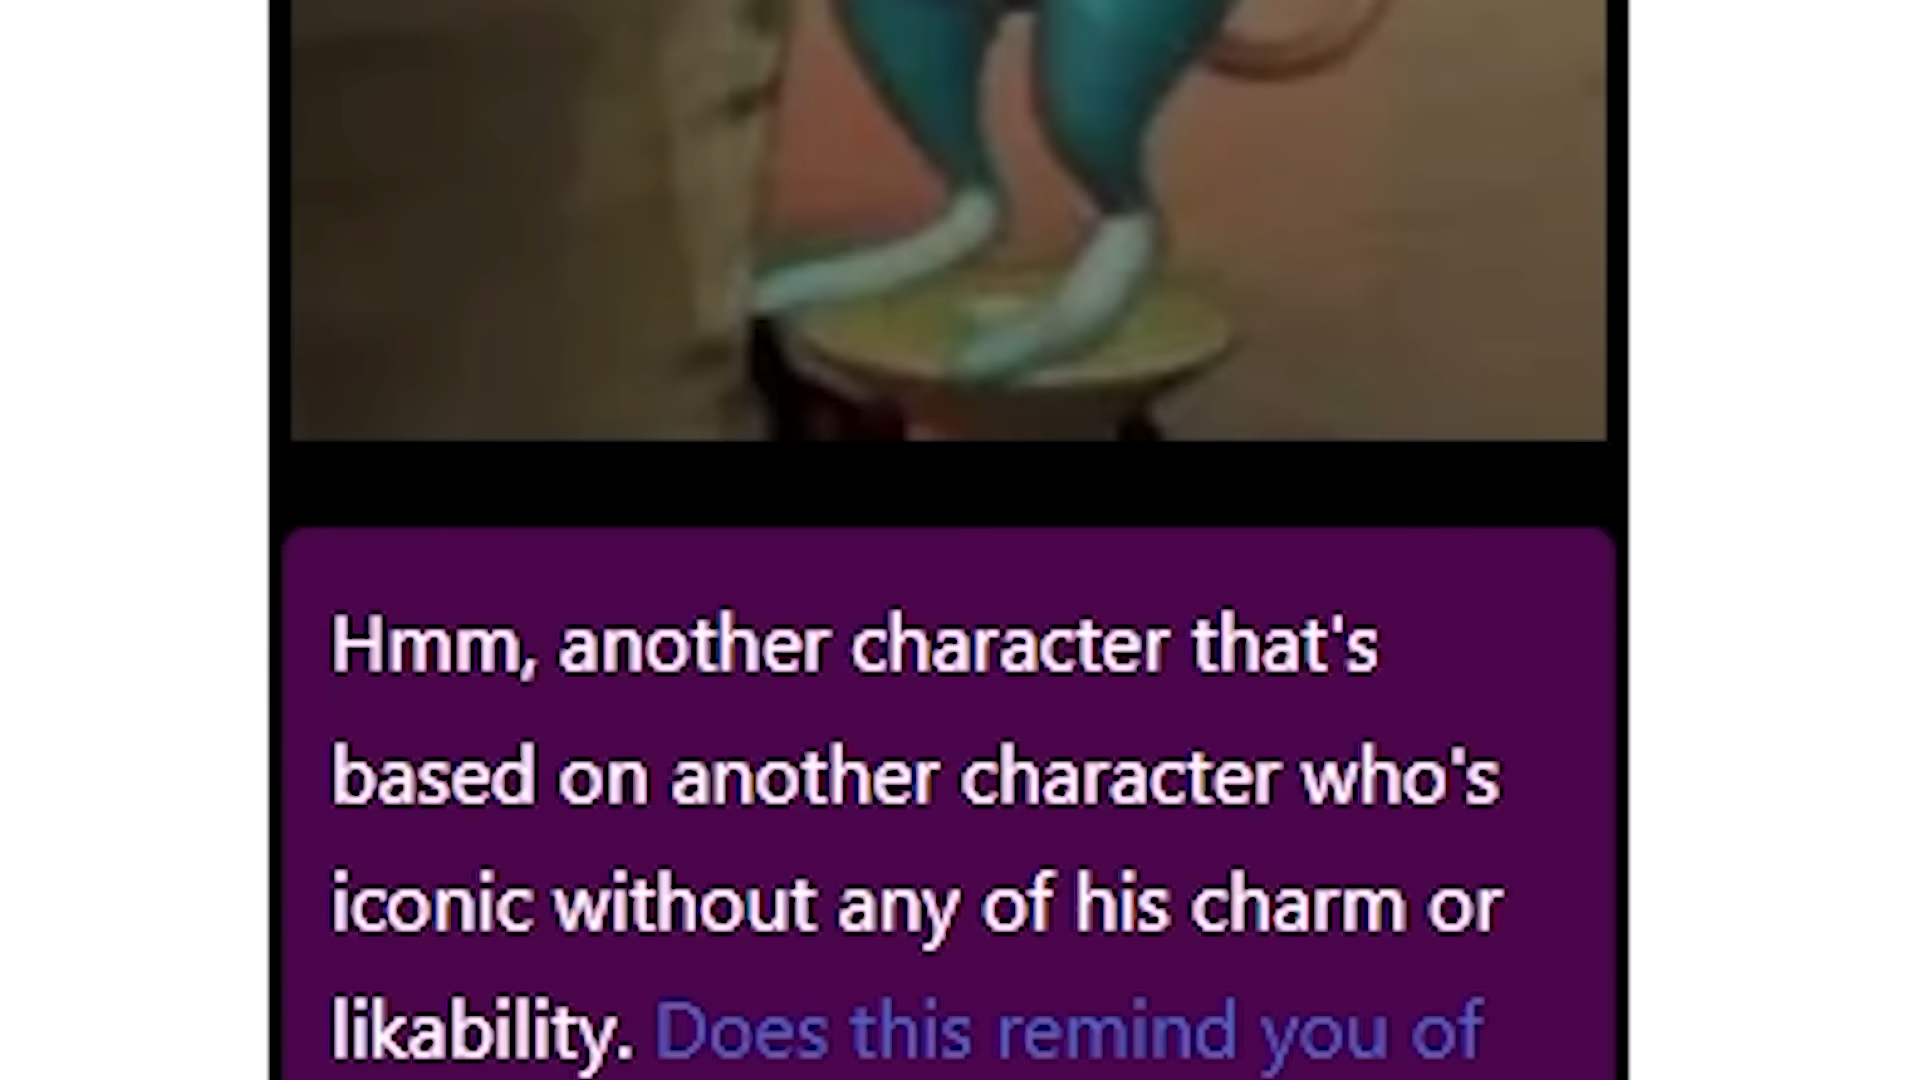 Hmm, another character that's
based on another character who's
iconic without any of his charm or
likability. Does this remind you of